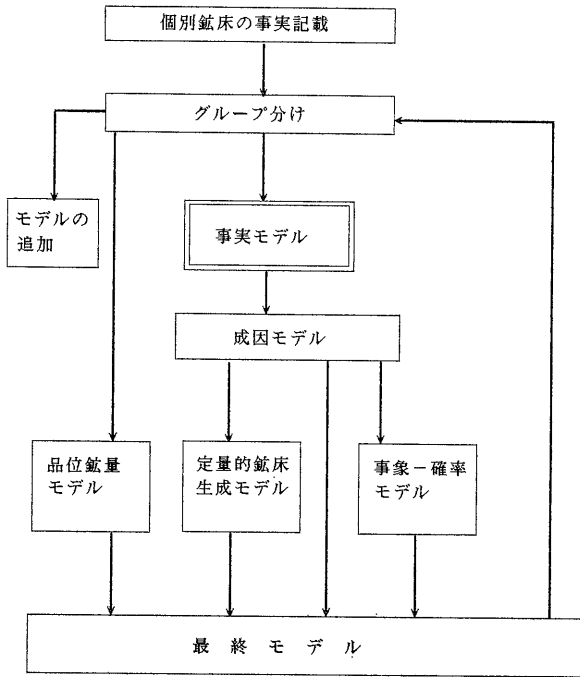 個別鉱床の事実記載
グループ分け
モデルの
追加
事実モデル
成因モデル
品位鉱量
モデル
定量的鉱床
生成モデル
事象－確率
モデル
最終モデル